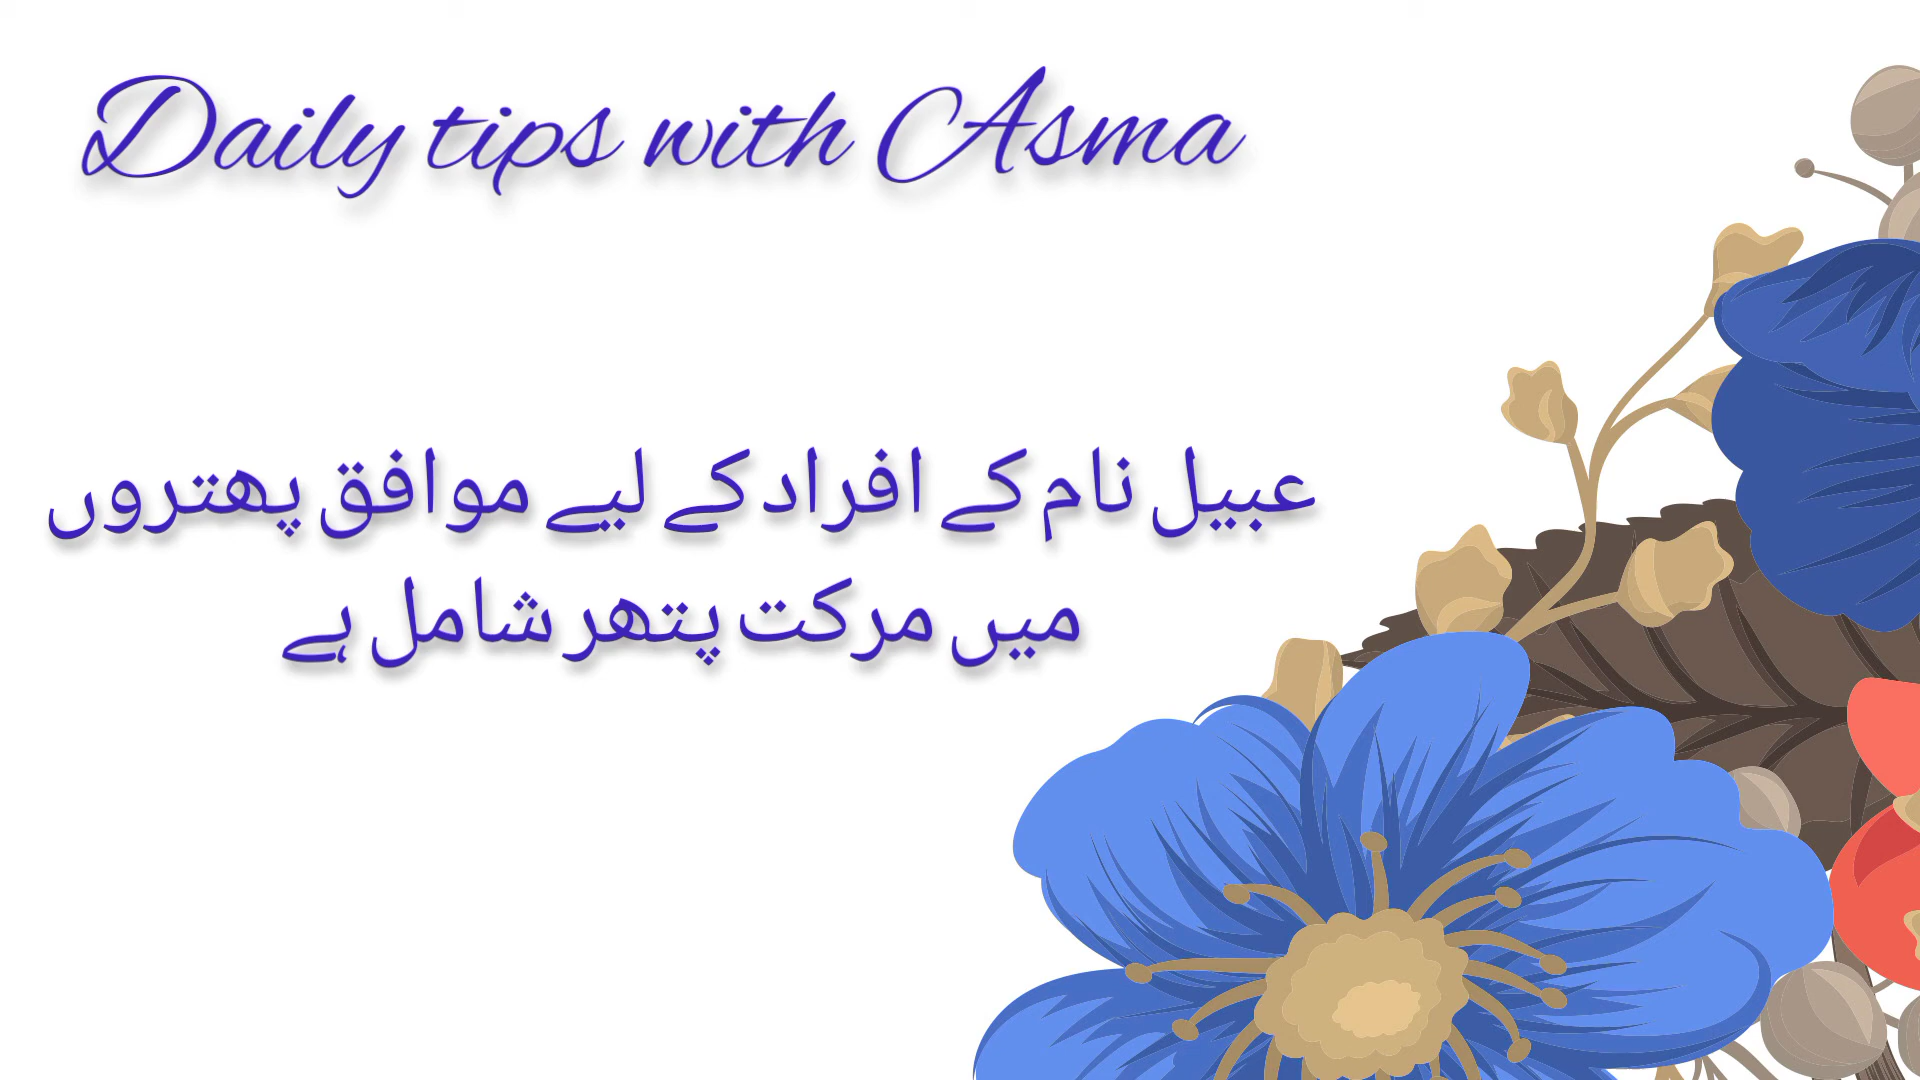 Daily tips with Asma
عبیل نام کے افراد کے لیے موافق پھتروں
میں مرکت پتھر شامل ہے